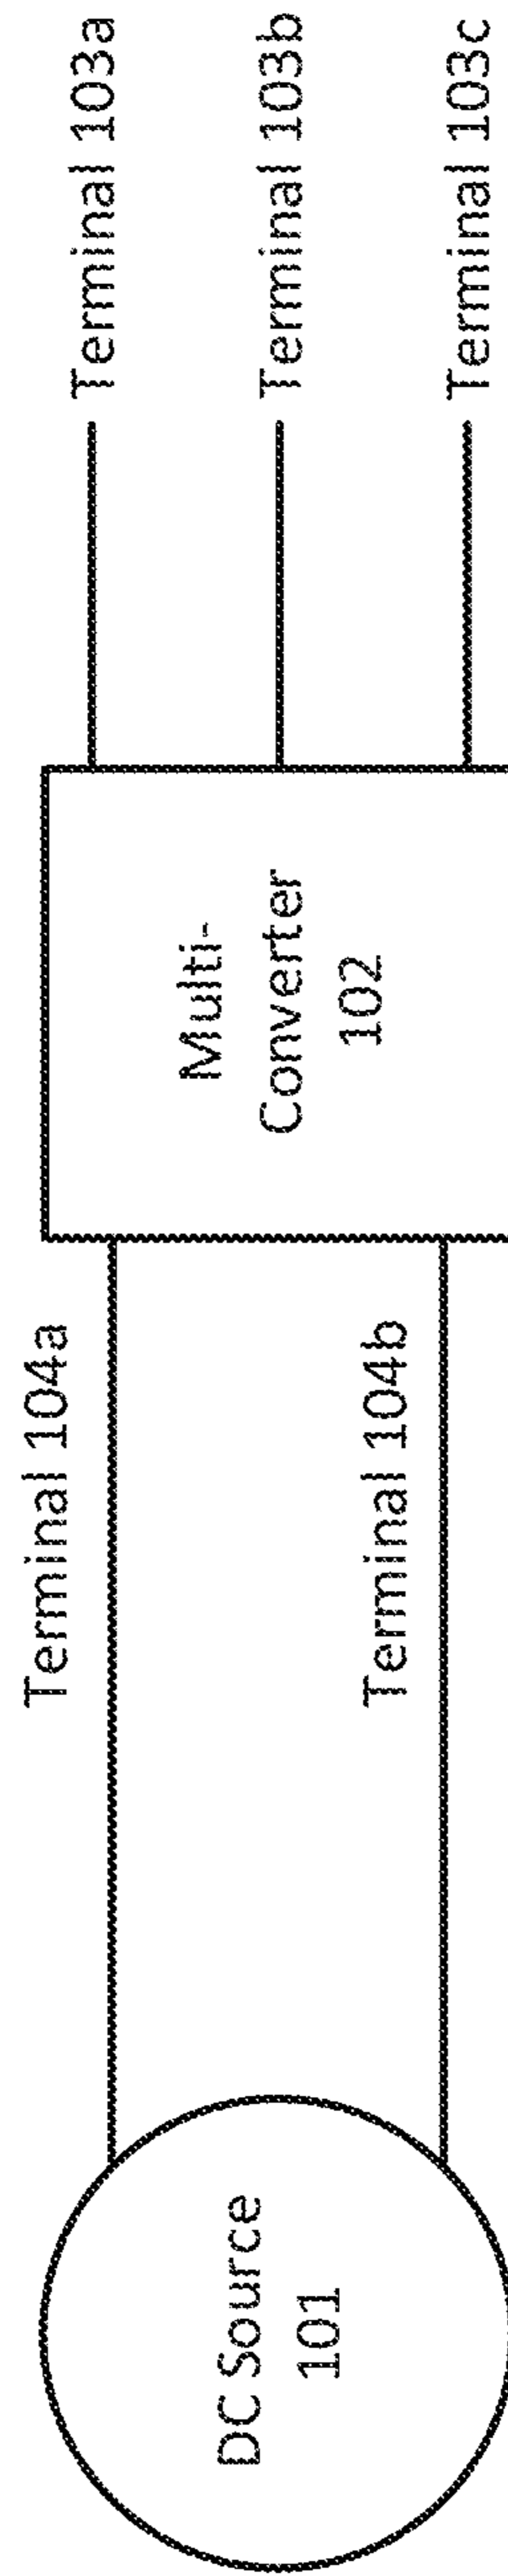 DC Source
101
Terminal 104a
Terminal 104b
Multi-
Converter
102
Terminal 103a
Terminal 103b
Terminal 103c